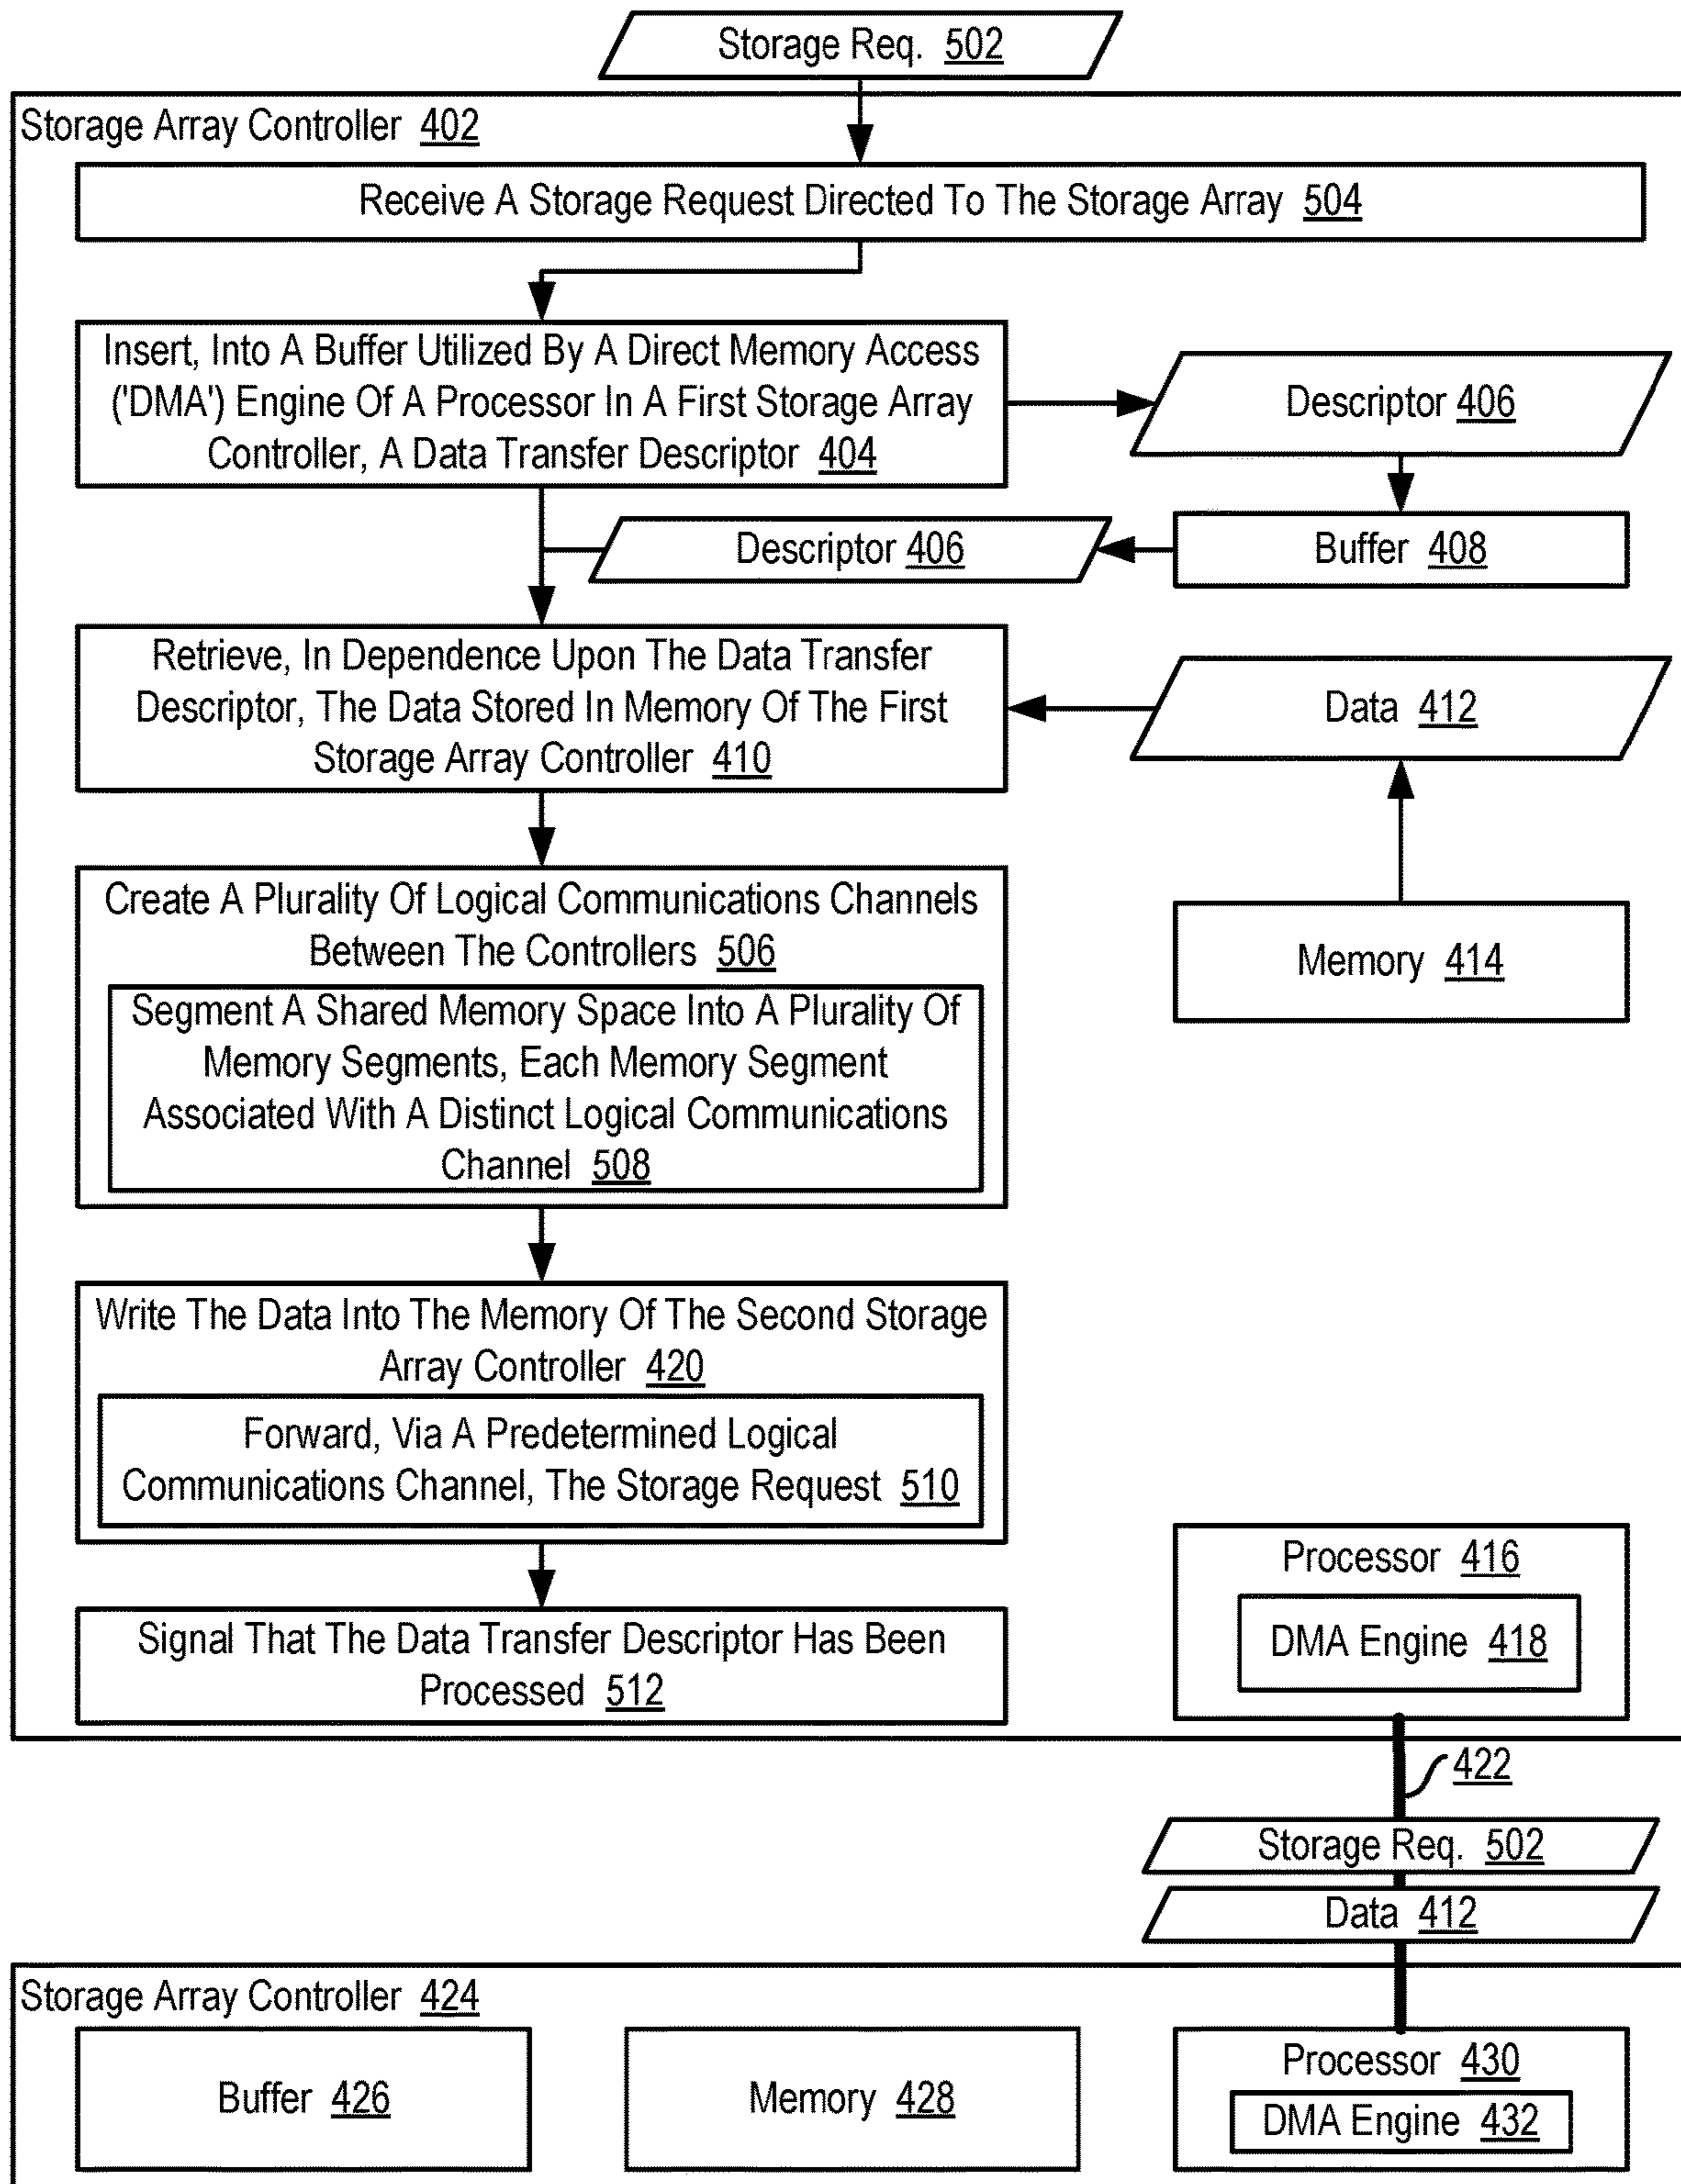 Storage Req. 502
Storage Array Controller 402
Receive A Storage Request Directed To The Storage Array 504
Insert, Into A Buffer Utilized By A Direct Memory Access
('DMA') Engine Of A Processor In A First Storage Array
Controller, A Data Transfer Descriptor 404
Descriptor 406
Descriptor 406
Buffer 408
Retrieve, In Dependence Upon The Data Transfer
Descriptor, The Data Stored In Memory Of The First
Storage Array Controller 410
Data 412
Create A Plurality Of Logical Communications Channels
Between The Controllers 506
Segment A Shared Memory Space Into A Plurality Of
Memory Segments, Each Memory Segment
Associated With A Distinct Logical Communications
Channel 508
Memory 414
Write The Data Into The Memory Of The Second Storage
Array Controller 420
Forward, Via A Predetermined Logical
Communications Channel, The Storage Request 510
Processor 416
DMA Engine 418
Signal That The Data Transfer Descriptor Has Been
Processed 512
422
Storage Req. 502
Data 412
Storage Array Controller 424
Buffer 426
Memory 428
Processor 430
DMA Engine 432